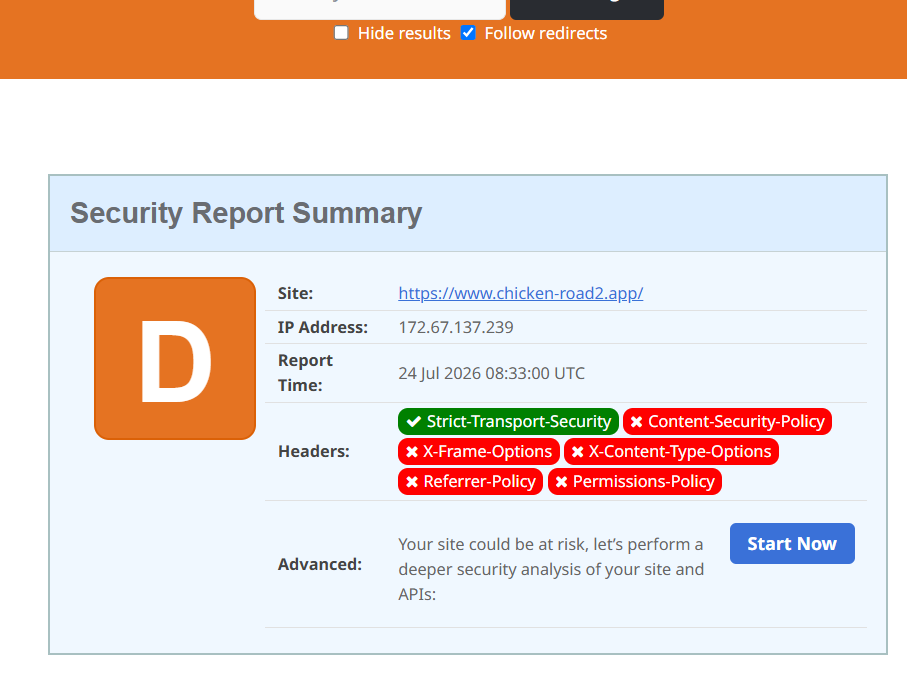 Hide results Follow redirects
Security Report Summary
D
Site: https://www.chicken-road2.app/
IP Address: 172.67.137.239
Report Time: 24 Jul 2026 08:33:00 UTC
Headers: Strict-Transport-Security Content-Security-Policy
X-Frame-Options X-Content-Type-Options
Referrer-Policy Permissions-Policy
Advanced: Your site could be at risk, let’s perform a
deeper security analysis of your site and
APIs:
Start Now